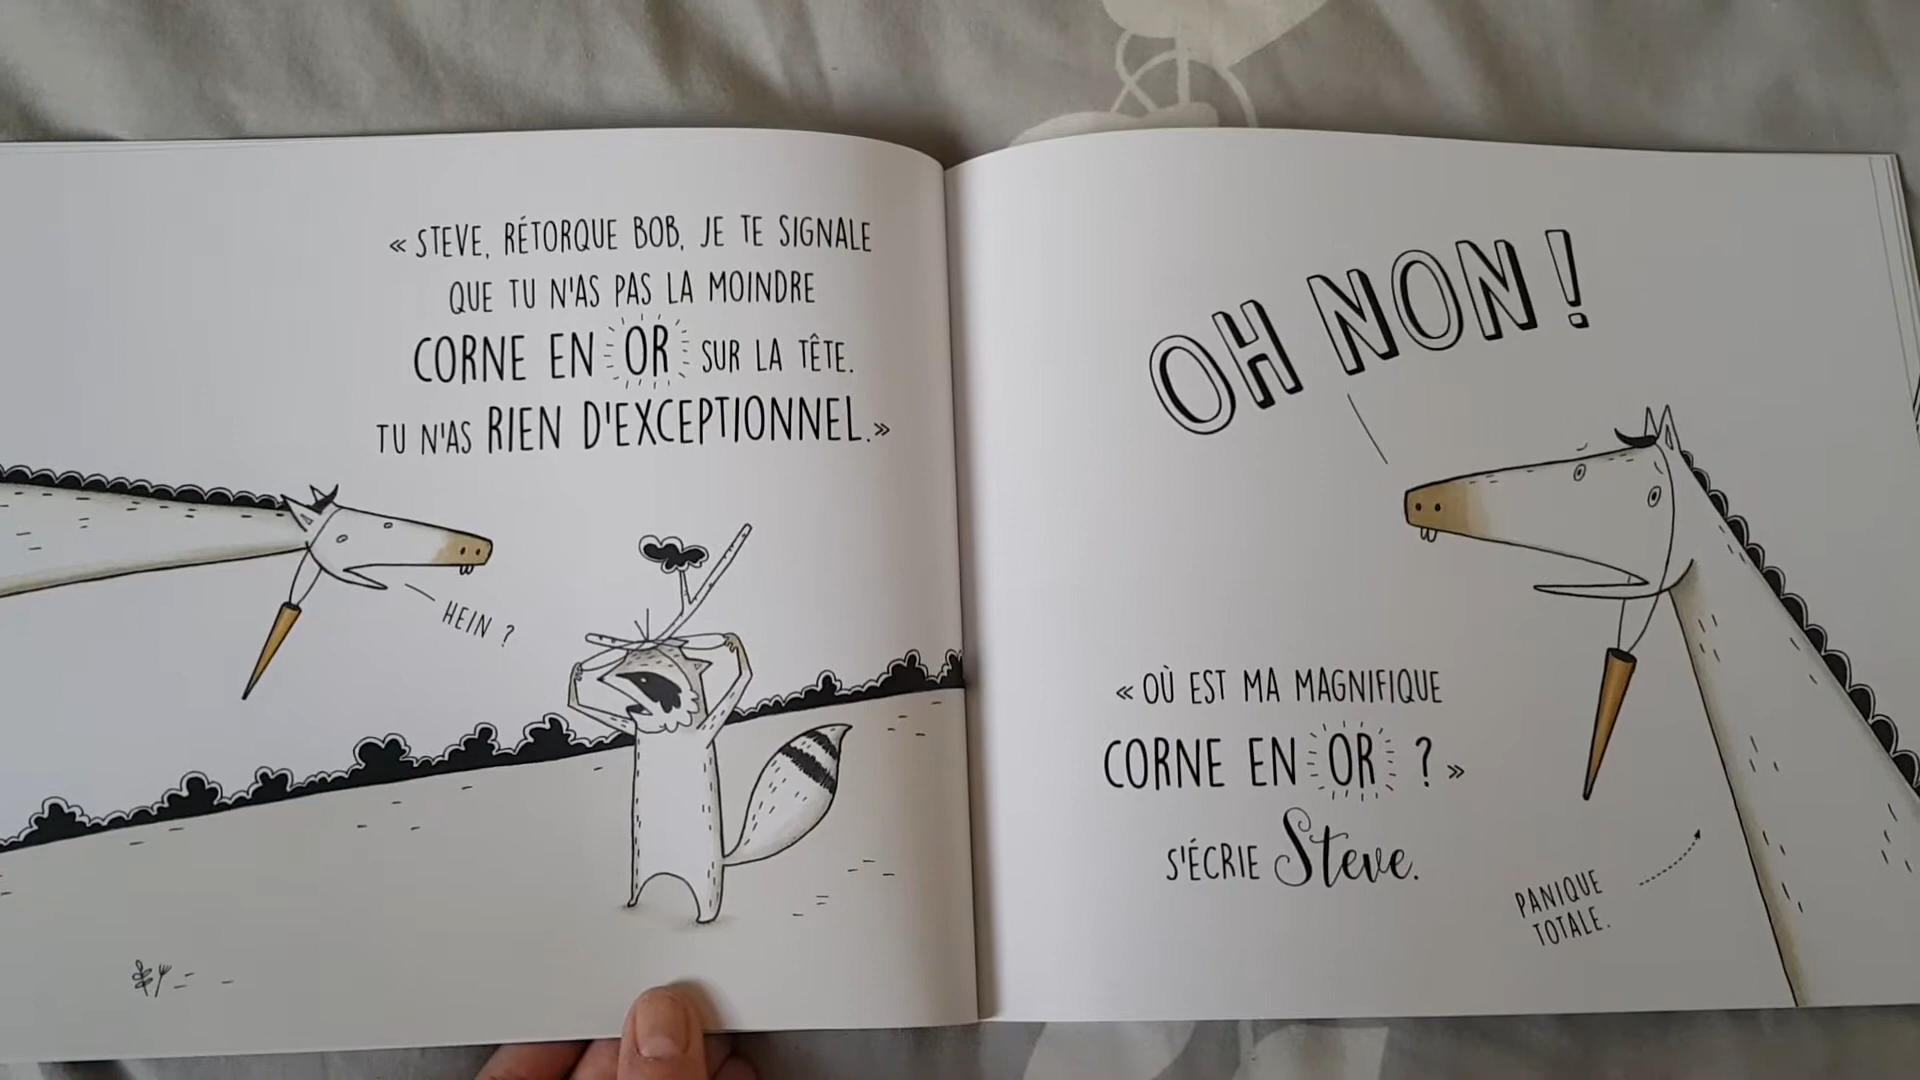 « STEVE, RÉTORQUE BOB, JE TE SIGNALE
QUE TU N'AS PAS LA MOINDRE
CORNE EN OR SUR LA TÊTE.
TU N'AS RIEN D'EXCEPTIONNEL.»
HEIN ?
OH NON !
« OÙ EST MA MAGNIFIQUE
CORNE EN OR ? »
S'ÉCRIE Steve.
PANIQUE
TOTALE.